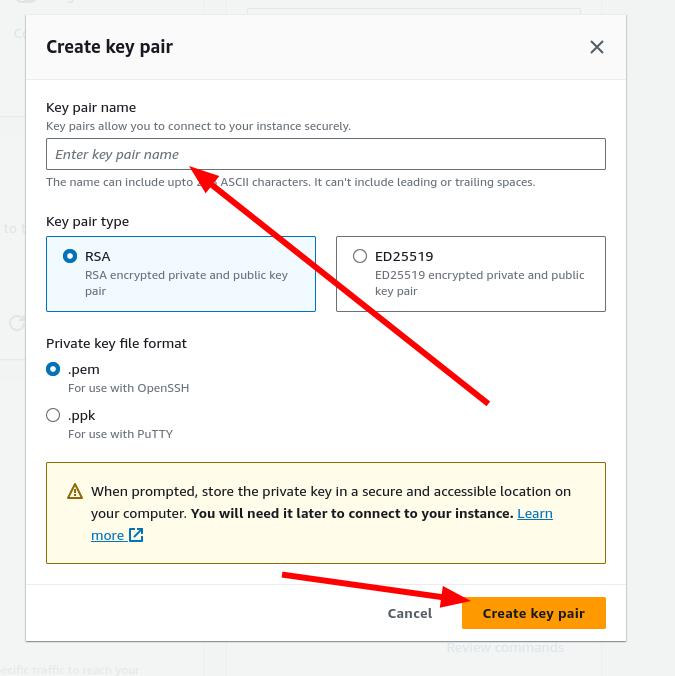 Create key pair
Key pair name
Key pairs allow you to connect to your instance securely.
Enter key pair name
The name can include upto ASCII characters. It can't include leading or trailing spaces.
Key pair type
RSA
RSA encrypted private and public key
pair
ED25519
ED25519 encrypted private and public
key pair
Private key file format
.pem
For use with OpenSSH
.ppk
For use with PuTTY
When prompted, store the private key in a secure and accessible location on
your computer. You will need it later to connect to your instance. Learn
more
Cancel
Create key pair
Review commands
traffic to reach your